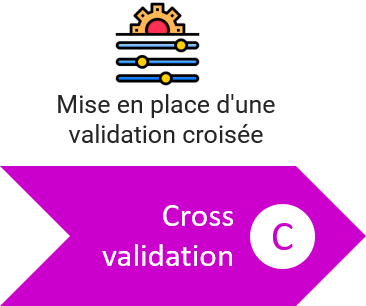 Mise en place d'une
validation croisée
Cross
validation
C